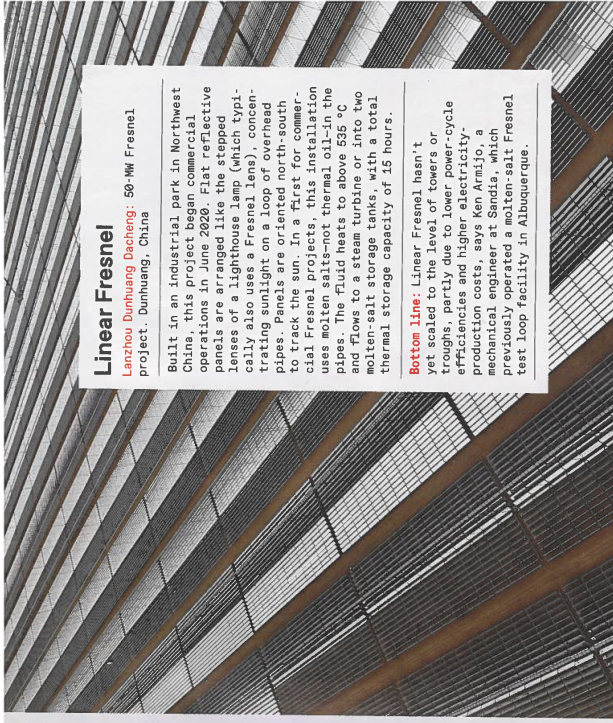 Linear Fresnel
Lanzhou Dunhuang Dacheng: 50-MW Fresnel
project. Dunhuang, China
Built in an industrial park in Northwest
China, this project began commercial
operations in June 2020. Flat reflective
panels are arranged like the stepped
lenses of a lighthouse lamp (which typi-
cally also uses a Fresnel lens), concen-
trating sunlight on a loop of overhead
pipes. Panels are oriented north-south
to track the sun. In a first for commer-
cial Fresnel projects, this installation
uses molten salts—not thermal oil—in the
pipes. The fluid heats to above 535 °C
and flows to a steam turbine or into two
molten-salt storage tanks, with a total
thermal storage capacity of 15 hours.
Bottom line: Linear Fresnel hasn't
yet scaled to the level of towers or
troughs, partly due to lower power-cycle
efficiencies and higher electricity-
production costs, says Ken Armijo, a
mechanical engineer at Sandia, which
previously operated a molten-salt Fresnel
test loop facility in Albuquerque.